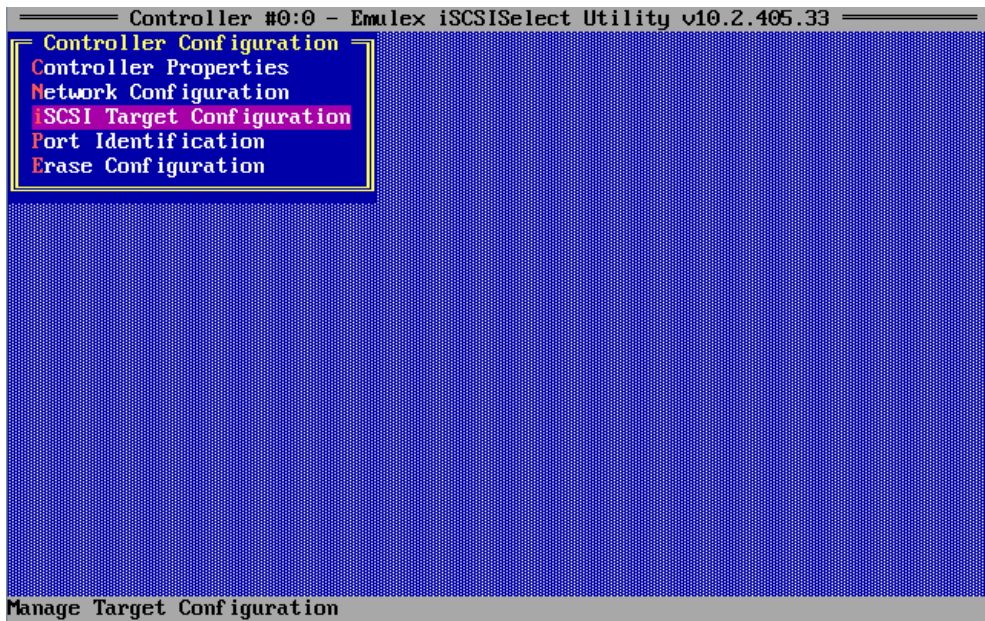 Controller #0:0 - Emulex iSCSISelect Utility v10.2.405.33
Controller Configuration
Controller Properties
Network Configuration
iSCSI Target Configuration
Port Identification
Erase Configuration
Manage Target Configuration